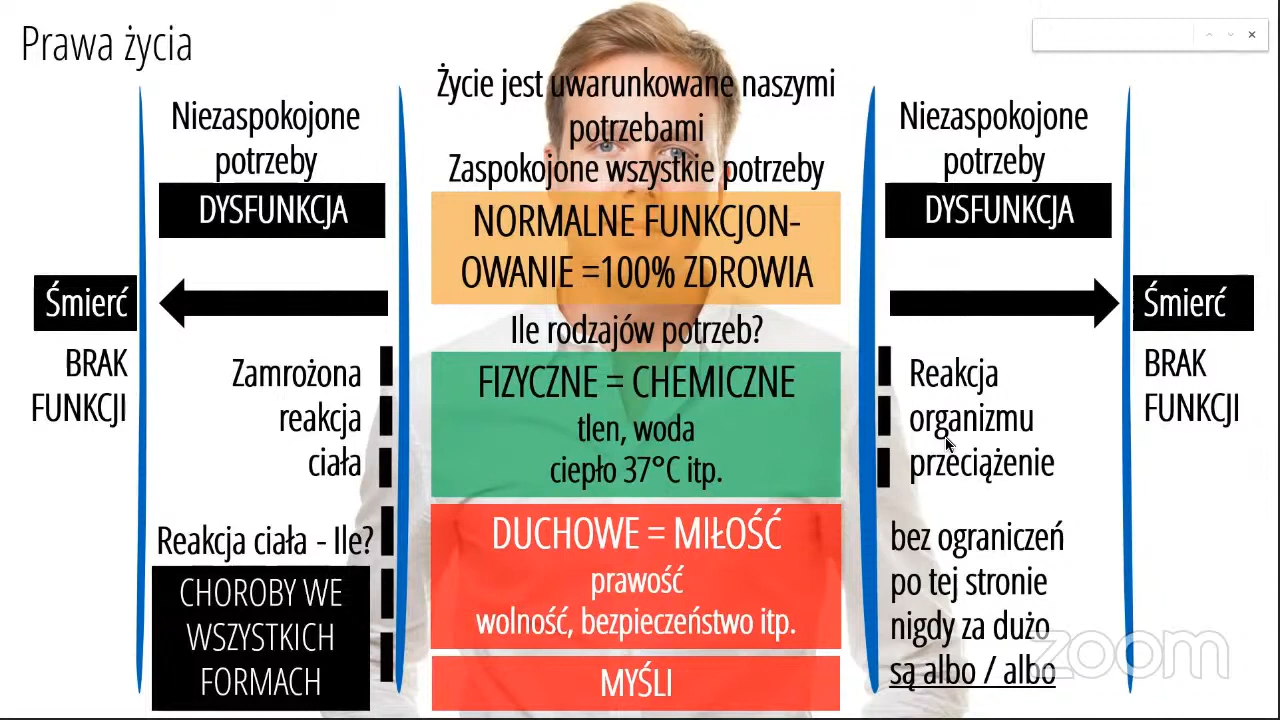 Prawa życia
Niezaspokojone
potrzeby
DYSFUNKCJA
Śmierć
BRAK
FUNKCJI
Zamrożona
reakcja
ciała
Reakcja ciała - Ile?
CHOROBY WE
WSZYSTKICH
FORMACH
Życie jest uwarunkowane naszymi
potrzebami
Zaspokojone wszystkie potrzeby
NORMALNE FUNKCJON-
OWANIE =100% ZDROWIA
Ile rodzajów potrzeb?
FIZYCZNE = CHEMICZNE
tlen, woda
ciepło 37°C itp.
DUCHOWE = MIŁOŚĆ
prawość
wolność, bezpieczeństwo itp.
MYŚLI
Niezaspokojone
potrzeby
DYSFUNKCJA
Śmierć
BRAK
FUNKCJI
Reakcja
organizmu
przeciążenie
bez ograniczeń
po tej stronie
nigdy za dużo
są albo / albo
zoom